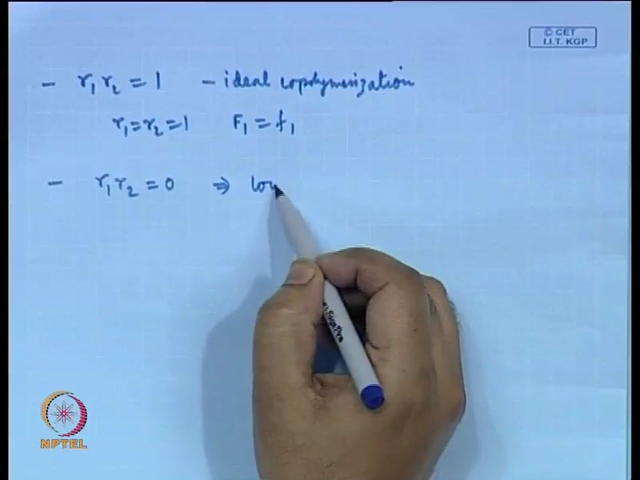 © CET
I.I.T. KGP
- r₁ r₂ = 1 - ideal copolymerization
r₁ = r₂ = 1 F₁ = f₁
- r₁ r₂ = 0 ⇒
NPTEL